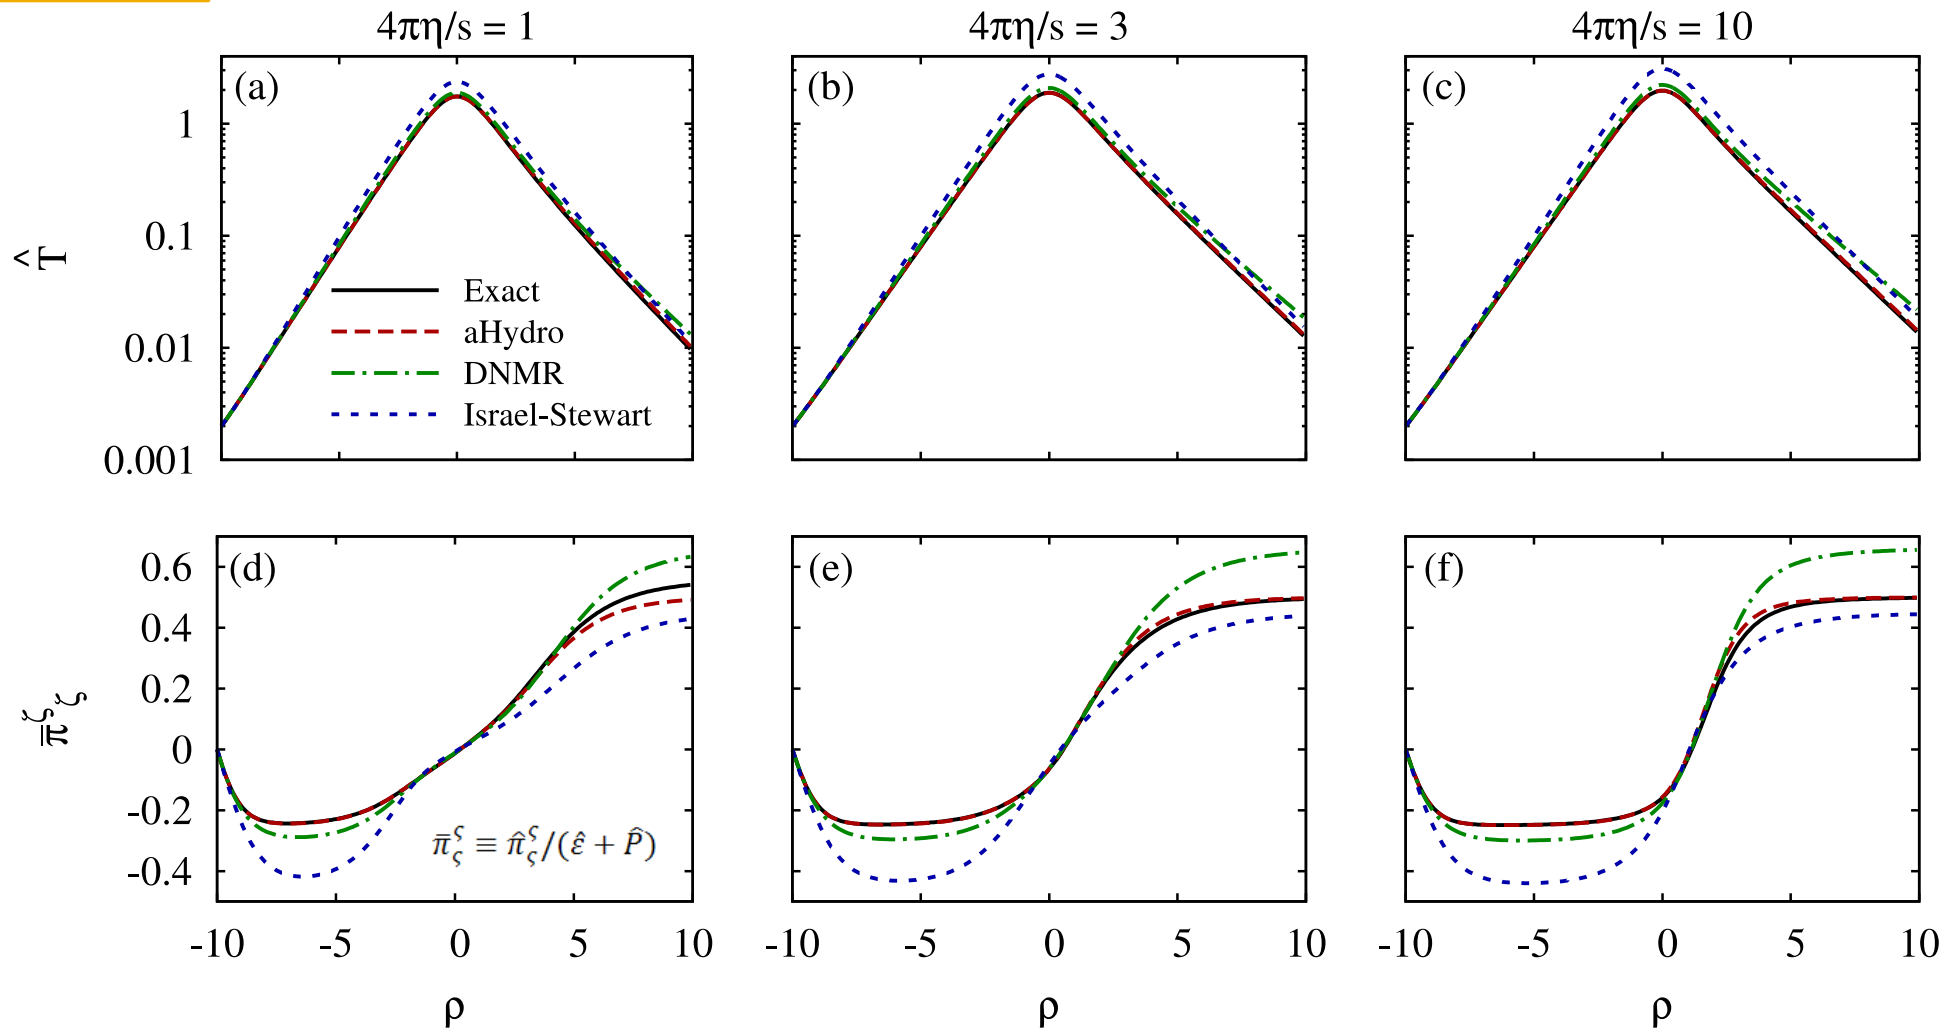 4πη/s = 1
4πη/s = 3
4πη/s = 10
(a)
(b)
(c)
1
0.1
0.01
0.001
T̂
Exact
aHydro
DNMR
Israel-Stewart
(d)
(e)
(f)
0.6
0.4
0.2
0
-0.2
-0.4
π̄^ζ_ζ
π̄^ς_ς ≡ π̂^ς_ς/(ε̂ + P̂)
-10 -5 0 5 10
-10 -5 0 5 10
-10 -5 0 5 10
ρ
ρ
ρ